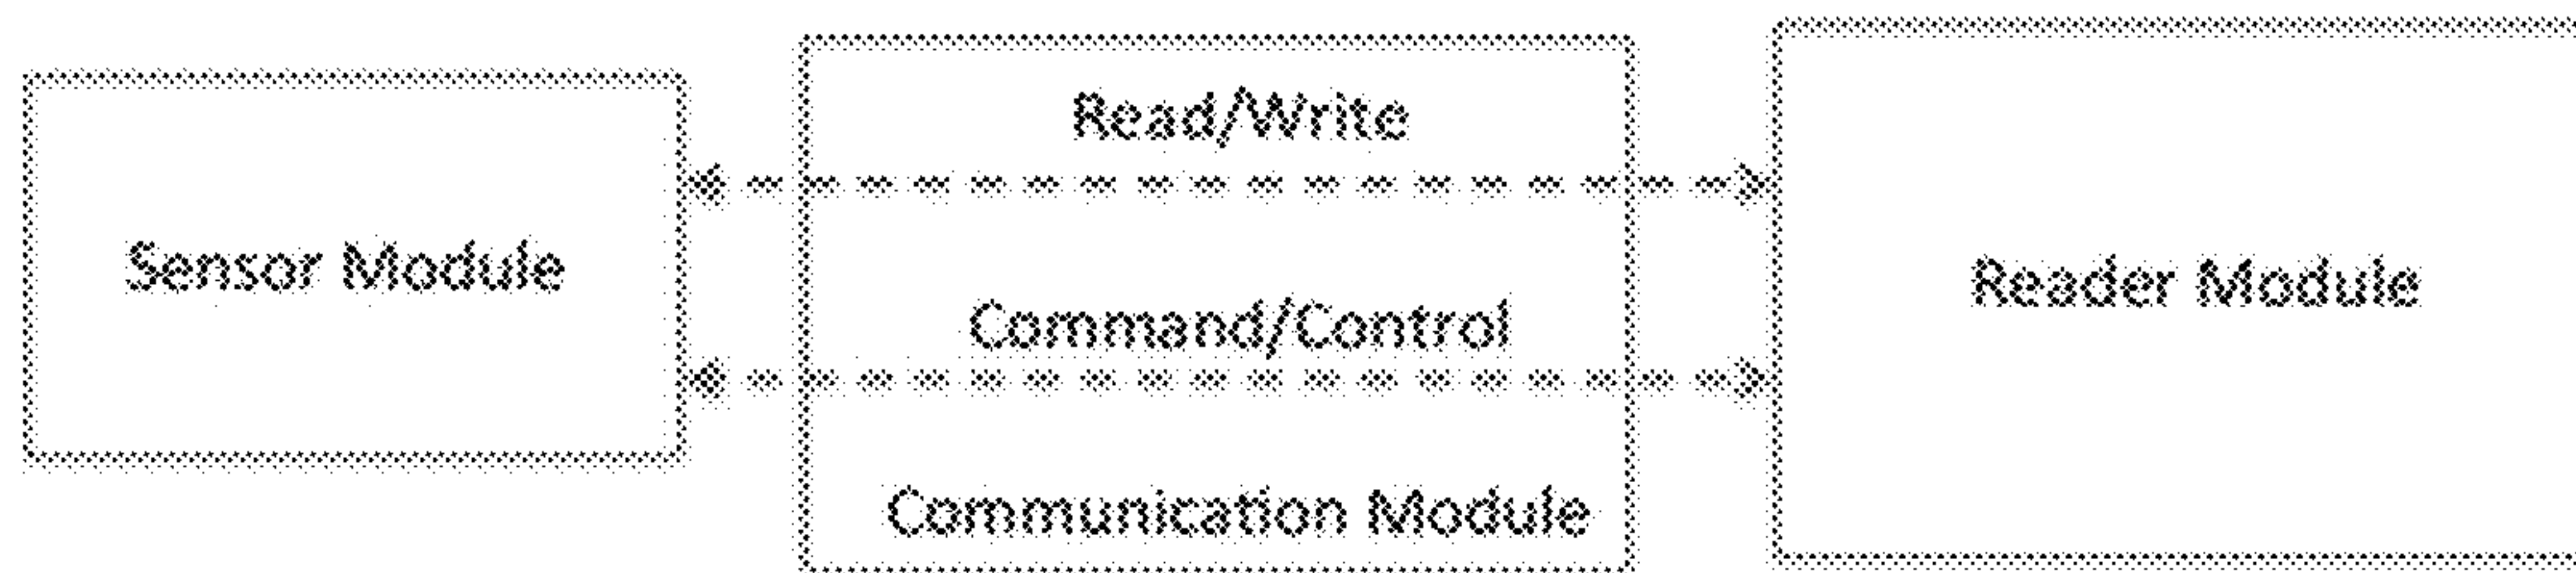 Sensor Module
Read/Write
Command/Control
Communication Module
Reader Module